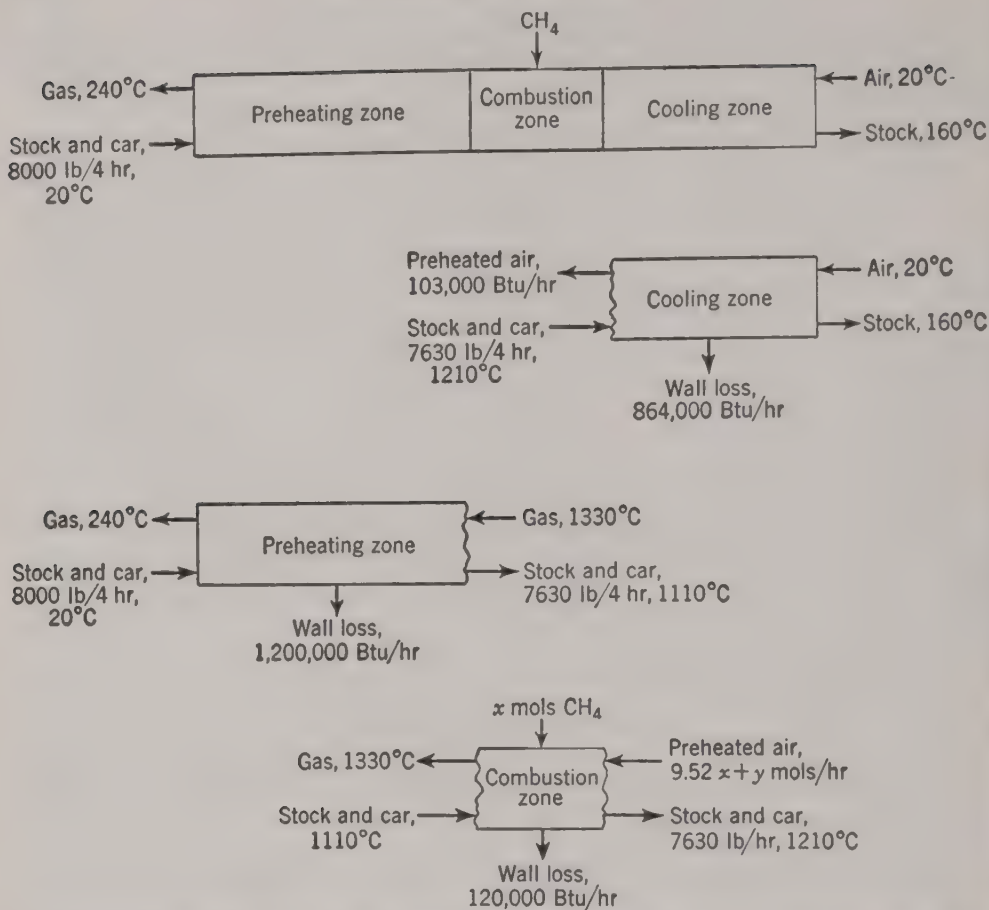 CH4
Gas, 240°C
Preheating zone
Combustion
zone
Cooling zone
Air, 20°C-
Stock and car,
8000 lb/4 hr,
20°C
Stock, 160°C
Preheated air,
103,000 Btu/hr
Cooling zone
Air, 20°C
Stock and car,
7630 lb/4 hr,
1210°C
Stock, 160°C
Wall loss,
864,000 Btu/hr
Gas, 240°C
Preheating zone
Gas, 1330°C
Stock and car,
8000 lb/4 hr,
20°C
Stock and car,
7630 lb/4 hr, 1110°C
Wall loss,
1,200,000 Btu/hr
x mols CH4
Gas, 1330°C
Combustion
zone
Preheated air,
9.52 x + y mols/hr
Stock and car,
1110°C
Stock and car,
7630 lb/hr, 1210°C
Wall loss,
120,000 Btu/hr